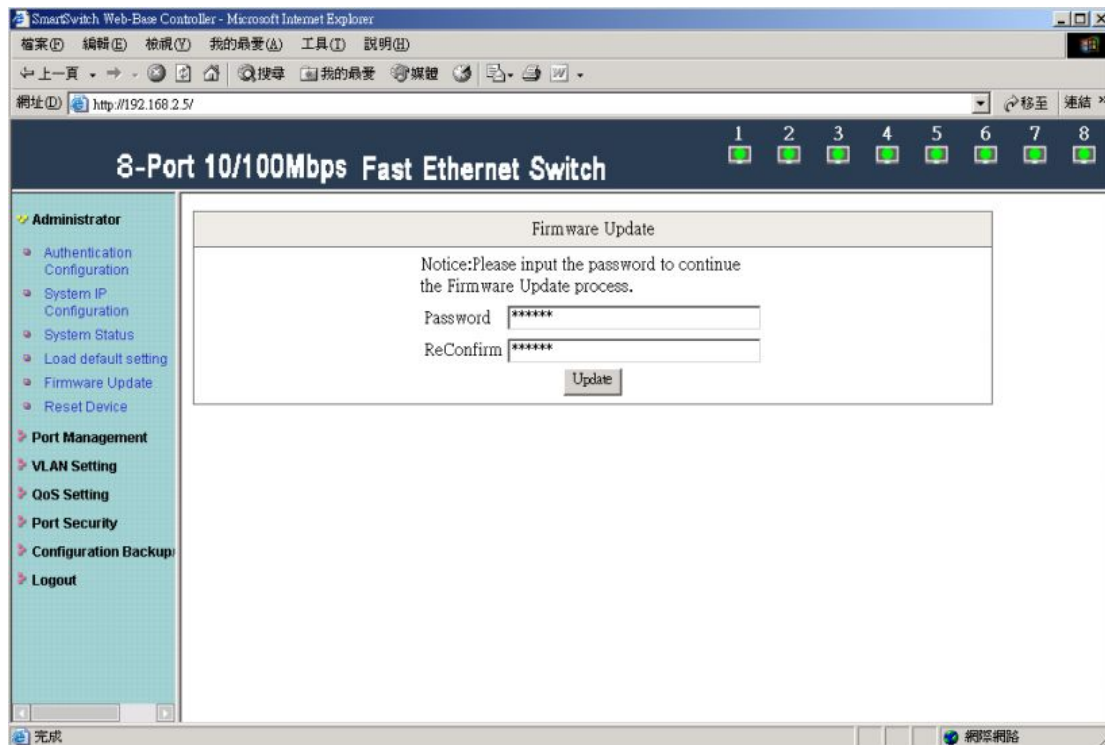 SmartSwitch Web-Base Controller - Microsoft Internet Explorer
檔案(F) 編輯(E) 檢視(V) 我的最愛(A) 工具(T) 說明(H)
上一頁 搜尋 我的最愛 媒體
網址(D) http://192.168.2.5/ 移至 連結 »
1 2 3 4 5 6 7 8
8-Port 10/100Mbps Fast Ethernet Switch
Administrator
Authentication
Configuration
System IP
Configuration
System Status
Load default setting
Firmware Update
Reset Device
Port Management
VLAN Setting
QoS Setting
Port Security
Configuration Backup/
Logout
Firmware Update
Notice:Please input the password to continue
the Firmware Update process.
Password ******
ReConfirm ******
Update
完成 網際網路